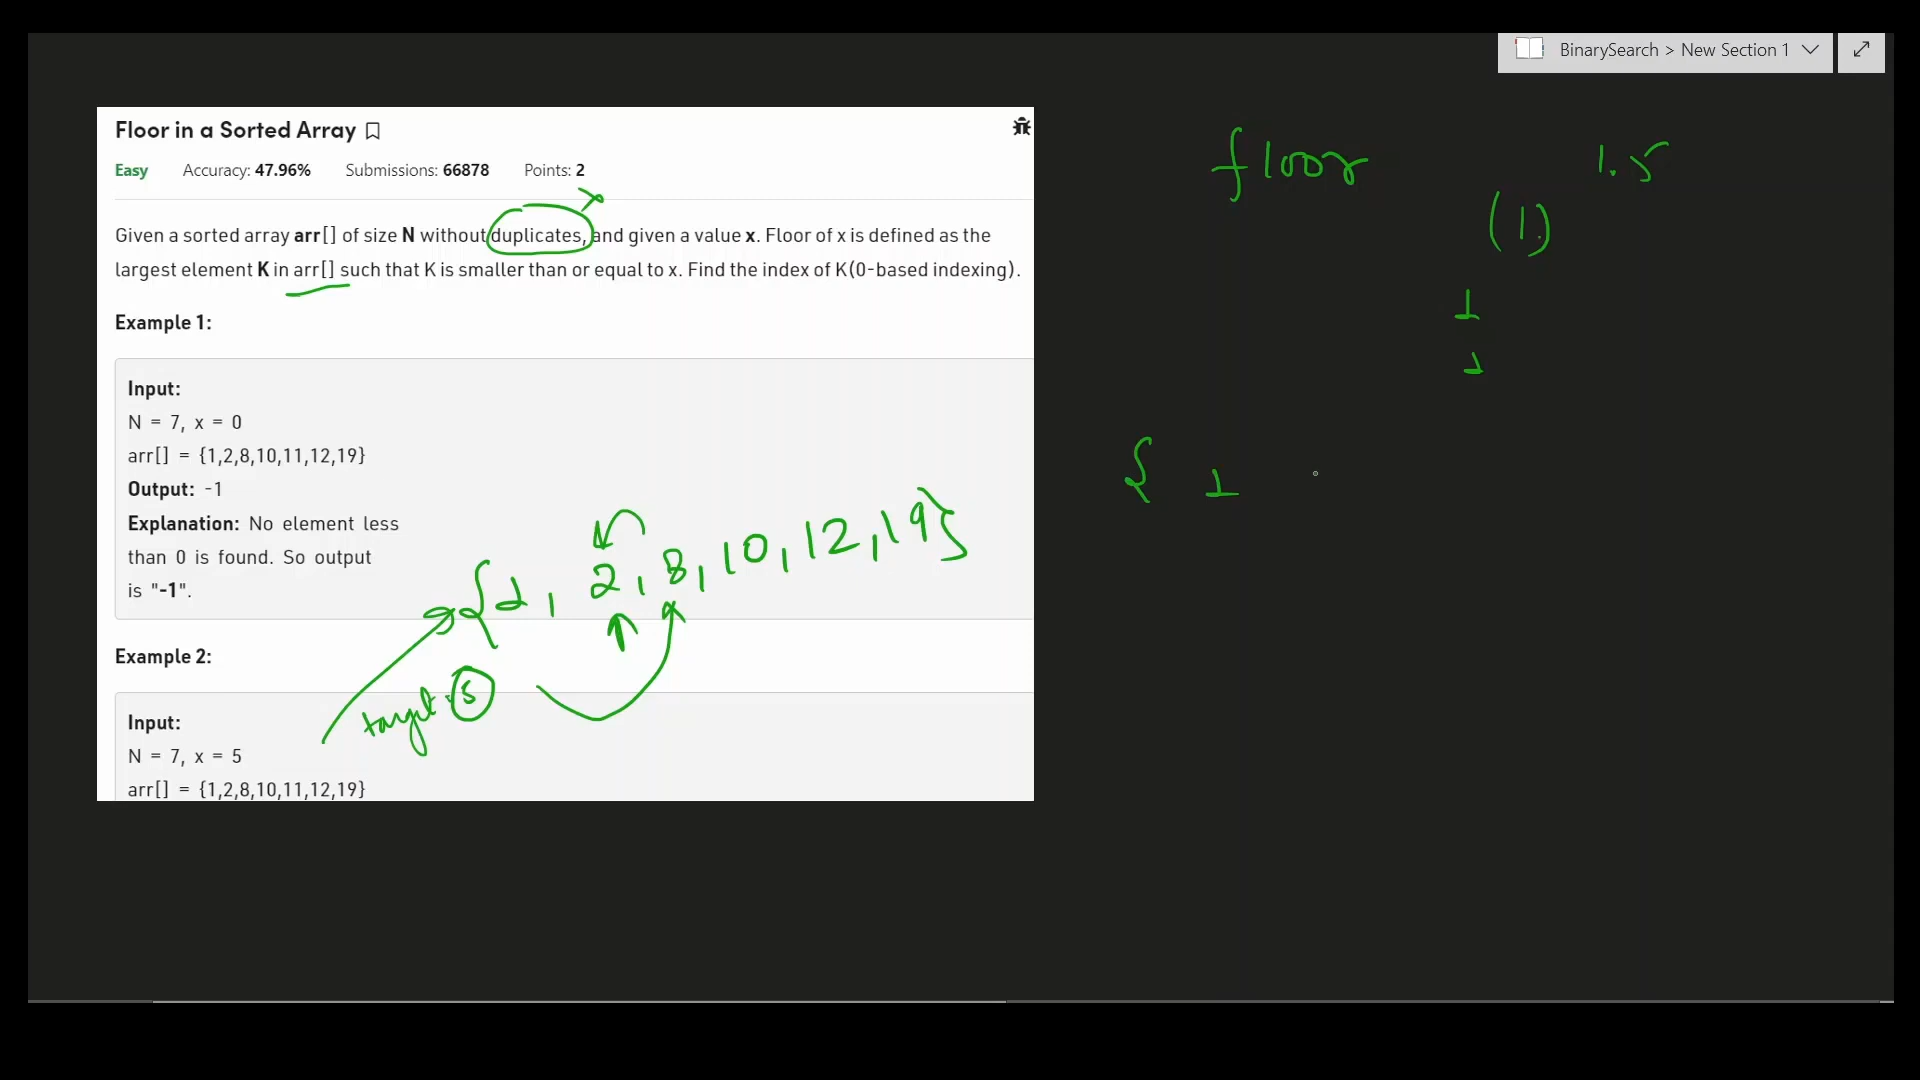 BinarySearch > New Section 1
Floor in a Sorted Array
Easy Accuracy: 47.96% Submissions: 66878 Points: 2
Given a sorted array arr[] of size N without duplicates, and given a value x. Floor of x is defined as the
largest element K in arr[] such that K is smaller than or equal to x. Find the index of K(0-based indexing).
Example 1:
Input:
N = 7, x = 0
arr[] = {1,2,8,10,11,12,19}
Output: -1
Explanation: No element less
than 0 is found. So output
is "-1".
{1, 2, 8, 10, 12, 19}
target 5
Example 2:
Input:
N = 7, x = 5
arr[] = {1,2,8,10,11,12,19}
floor 1.5
(1)
1
1
{ 1